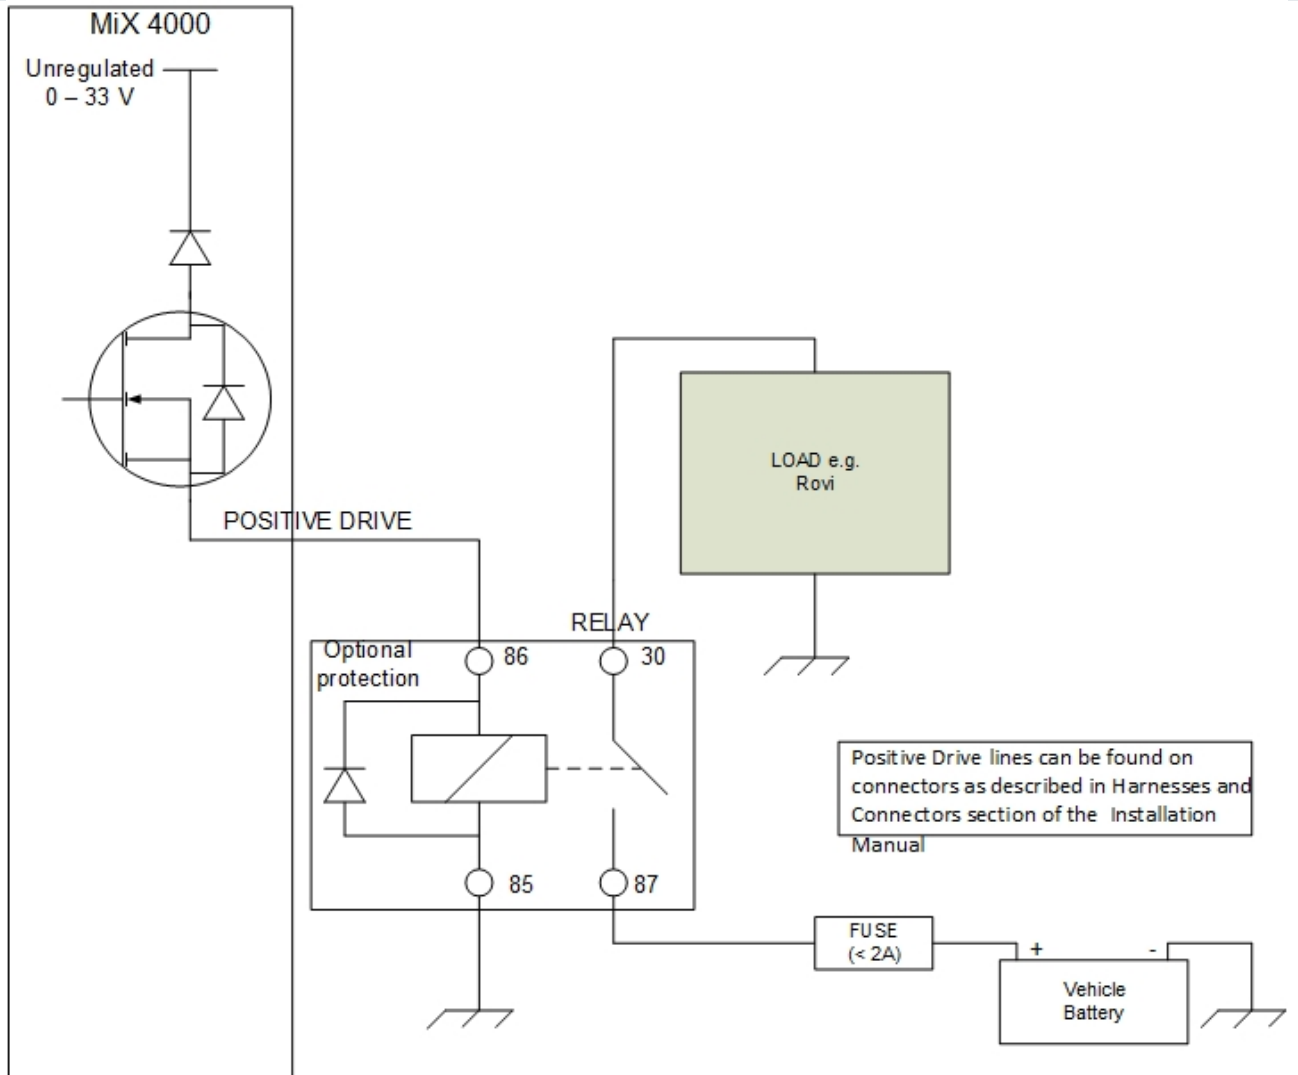 MiX 4000
Unregulated
0 – 33 V
POSITIVE DRIVE
LOAD e.g.
Rovi
RELAY
Optional
protection
86
30
85
87
Positive Drive lines can be found on
connectors as described in Harnesses and
Connectors section of the Installation
Manual
FUSE
(< 2A)
+
-
Vehicle
Battery